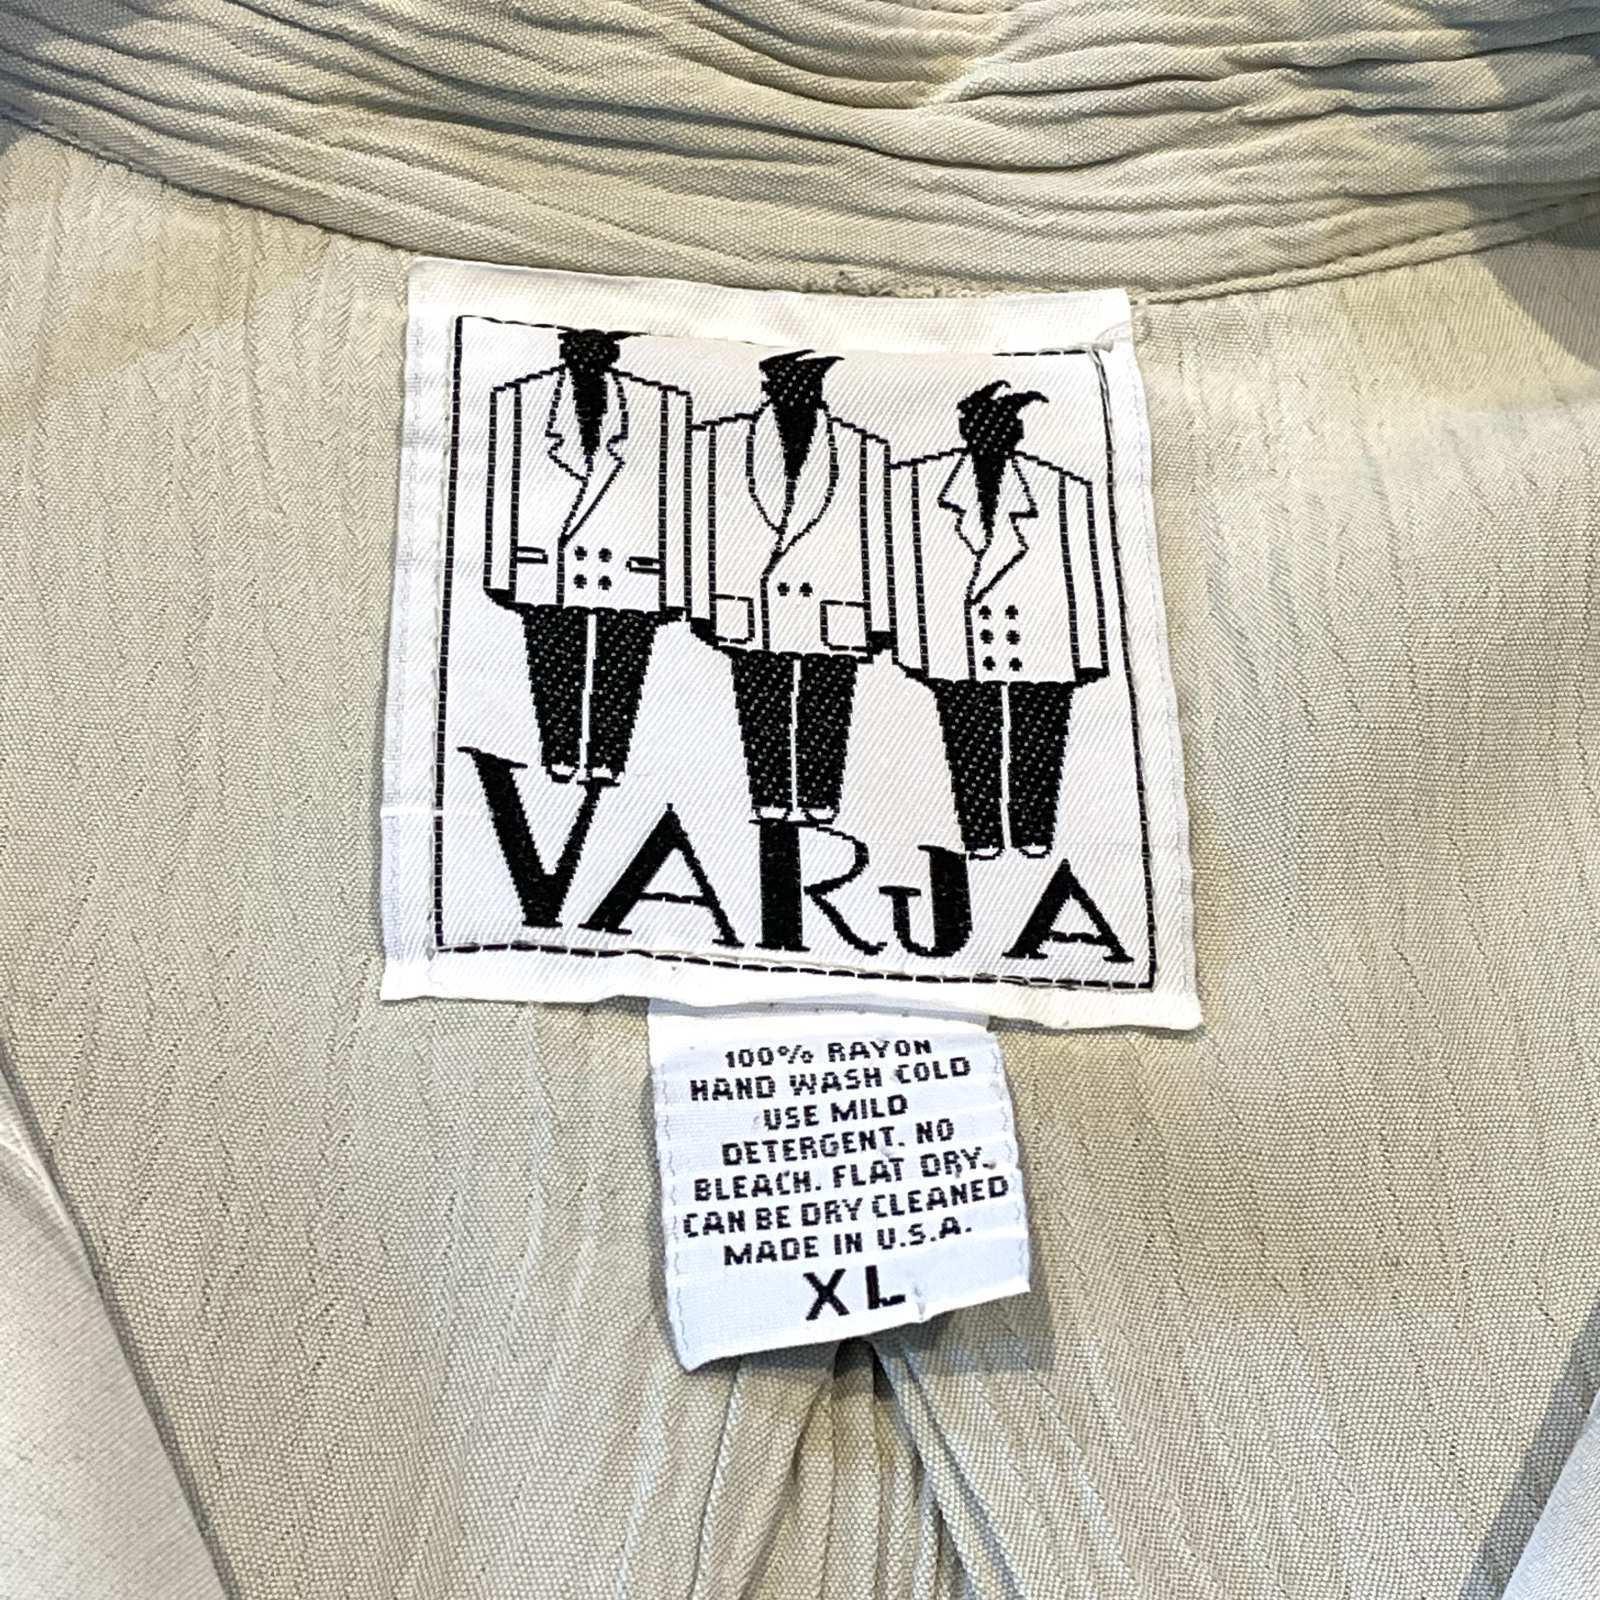 VARJA
100% RAYON
HAND WASH COLD
USE MILD
DETERGENT. NO
BLEACH. FLAT DRY.
CAN BE DRY CLEANED
MADE IN U.S.A.
XL